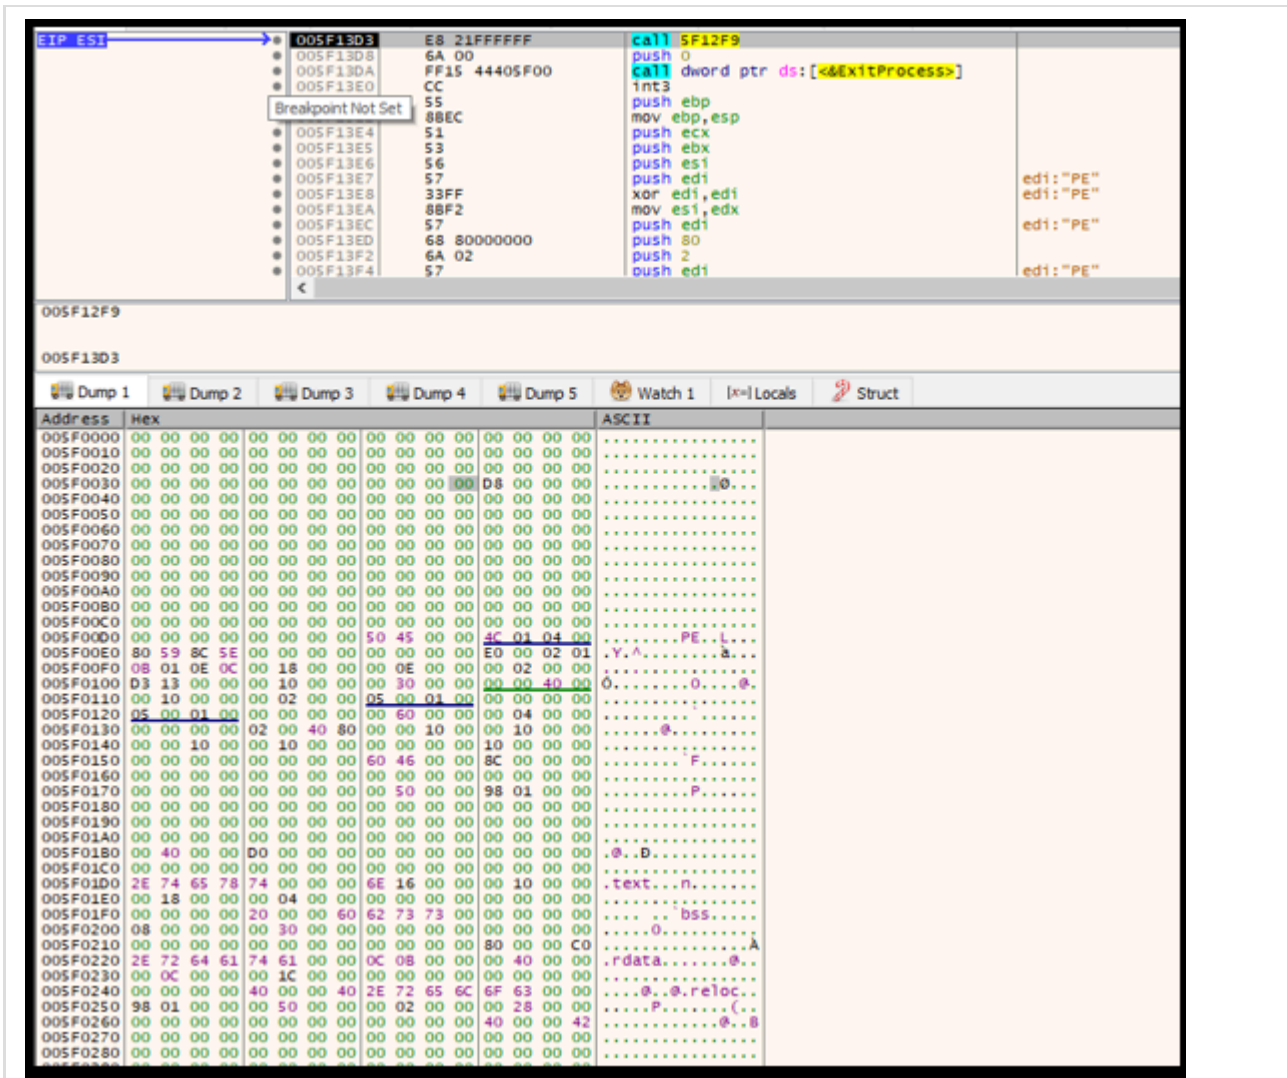 EIP ESI 005F13D3 E8 21FFFFFF call 5F12F9
005F13D8 6A 00 push 0
005F13DA FF15 44405F00 call dword ptr ds:[<&ExitProcess>]
005F13E0 CC int3
Breakpoint Not Set 55 push ebp
8BEC mov ebp,esp
005F13E4 51 push ecx
005F13E5 53 push ebx
005F13E6 56 push esi
005F13E7 57 push edi edi:"PE"
005F13E8 33FF xor edi,edi edi:"PE"
005F13EA 8BF2 mov esi,edx
005F13EC 57 push edi edi:"PE"
005F13ED 68 80000000 push 80
005F13F2 6A 02 push 2
005F13F4 57 push edi edi:"PE"
005F12F9
005F13D3
Dump 1 Dump 2 Dump 3 Dump 4 Dump 5 Watch 1 [x=] Locals Struct
Address Hex ASCII
005F0000 00 00 00 00 00 00 00 00 00 00 00 00 00 00 00 00 ................
005F0010 00 00 00 00 00 00 00 00 00 00 00 00 00 00 00 00 ................
005F0020 00 00 00 00 00 00 00 00 00 00 00 00 00 00 00 00 ................
005F0030 00 00 00 00 00 00 00 00 00 00 00 00 D8 00 00 00 ............Ø...
005F0040 00 00 00 00 00 00 00 00 00 00 00 00 00 00 00 00 ................
005F0050 00 00 00 00 00 00 00 00 00 00 00 00 00 00 00 00 ................
005F0060 00 00 00 00 00 00 00 00 00 00 00 00 00 00 00 00 ................
005F0070 00 00 00 00 00 00 00 00 00 00 00 00 00 00 00 00 ................
005F0080 00 00 00 00 00 00 00 00 00 00 00 00 00 00 00 00 ................
005F0090 00 00 00 00 00 00 00 00 00 00 00 00 00 00 00 00 ................
005F00A0 00 00 00 00 00 00 00 00 00 00 00 00 00 00 00 00 ................
005F00B0 00 00 00 00 00 00 00 00 00 00 00 00 00 00 00 00 ................
005F00C0 00 00 00 00 00 00 00 00 00 00 00 00 00 00 00 00 ................
005F00D0 00 00 00 00 00 00 00 00 50 45 00 00 4C 01 04 00 ........PE..L...
005F00E0 80 59 8C 5E 00 00 00 00 00 00 00 00 E0 00 02 01 .Y.^........à...
005F00F0 0B 01 0E 0C 00 18 00 00 00 0E 00 00 00 02 00 00 ................
005F0100 D3 13 00 00 00 10 00 00 00 30 00 00 00 00 40 00 Ó........0....@.
005F0110 00 10 00 00 00 02 00 00 05 00 01 00 00 00 00 00 ................
005F0120 05 00 01 00 00 00 00 00 00 60 00 00 00 04 00 00 .........`......
005F0130 00 00 00 00 02 00 40 80 00 00 10 00 00 10 00 00 ......@.........
005F0140 00 00 10 00 00 10 00 00 00 00 00 00 10 00 00 00 ................
005F0150 00 00 00 00 00 00 00 00 60 46 00 00 8C 00 00 00 ........`F......
005F0160 00 00 00 00 00 00 00 00 00 00 00 00 00 00 00 00 ................
005F0170 00 00 00 00 00 00 00 00 00 50 00 00 98 01 00 00 .........P......
005F0180 00 00 00 00 00 00 00 00 00 00 00 00 00 00 00 00 ................
005F0190 00 00 00 00 00 00 00 00 00 00 00 00 00 00 00 00 ................
005F01A0 00 00 00 00 00 00 00 00 00 00 00 00 00 00 00 00 ................
005F01B0 00 40 00 00 D0 00 00 00 00 00 00 00 00 00 00 00 .@..Ð...........
005F01C0 00 00 00 00 00 00 00 00 00 00 00 00 00 00 00 00 ................
005F01D0 2E 74 65 78 74 00 00 00 6E 16 00 00 00 10 00 00 .text...n.......
005F01E0 00 18 00 00 00 04 00 00 00 00 00 00 00 00 00 00 ................
005F01F0 00 00 00 00 20 00 00 60 62 73 73 00 00 00 00 00 .... ..`bss.....
005F0200 08 00 00 00 00 30 00 00 00 00 00 00 00 00 00 00 .....0..........
005F0210 00 00 00 00 00 00 00 00 00 00 00 00 80 00 00 C0 ...............À
005F0220 2E 72 64 61 74 61 00 00 0C 0B 00 00 00 40 00 00 .rdata.......@..
005F0230 00 0C 00 00 00 1C 00 00 00 00 00 00 00 00 00 00 ................
005F0240 00 00 00 00 40 00 00 40 2E 72 65 6C 6F 63 00 00 ....@..@.reloc..
005F0250 98 01 00 00 00 50 00 00 00 02 00 00 00 28 00 00 .....P.......(..
005F0260 00 00 00 00 00 00 00 00 00 00 00 00 40 00 00 42 ............@..B
005F0270 00 00 00 00 00 00 00 00 00 00 00 00 00 00 00 00 ................
005F0280 00 00 00 00 00 00 00 00 00 00 00 00 00 00 00 00 ................